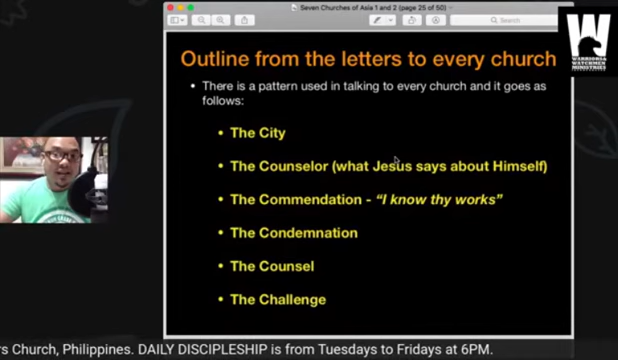 Seven Churches of Asia 1 and 2 (page 25 of 50)
Search
W
WARRIORS &
WATCHMEN
MINISTRIES
Outline from the letters to every church
• There is a pattern used in talking to every church and it goes as
follows:
• The City
• The Counselor (what Jesus says about Himself)
• The Commendation - “I know thy works”
• The Condemnation
• The Counsel
• The Challenge
rs Church, Philippines. DAILY DISCIPLESHIP is from Tuesdays to Fridays at 6PM.